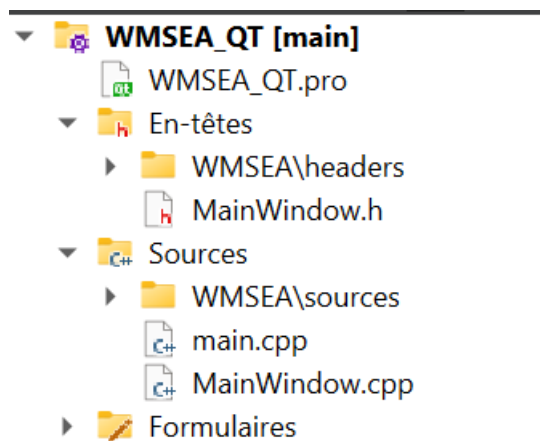 WMSEA_QT [main]
WMSEA_QT.pro
En-têtes
WMSEA\headers
MainWindow.h
Sources
WMSEA\sources
main.cpp
MainWindow.cpp
Formulaires